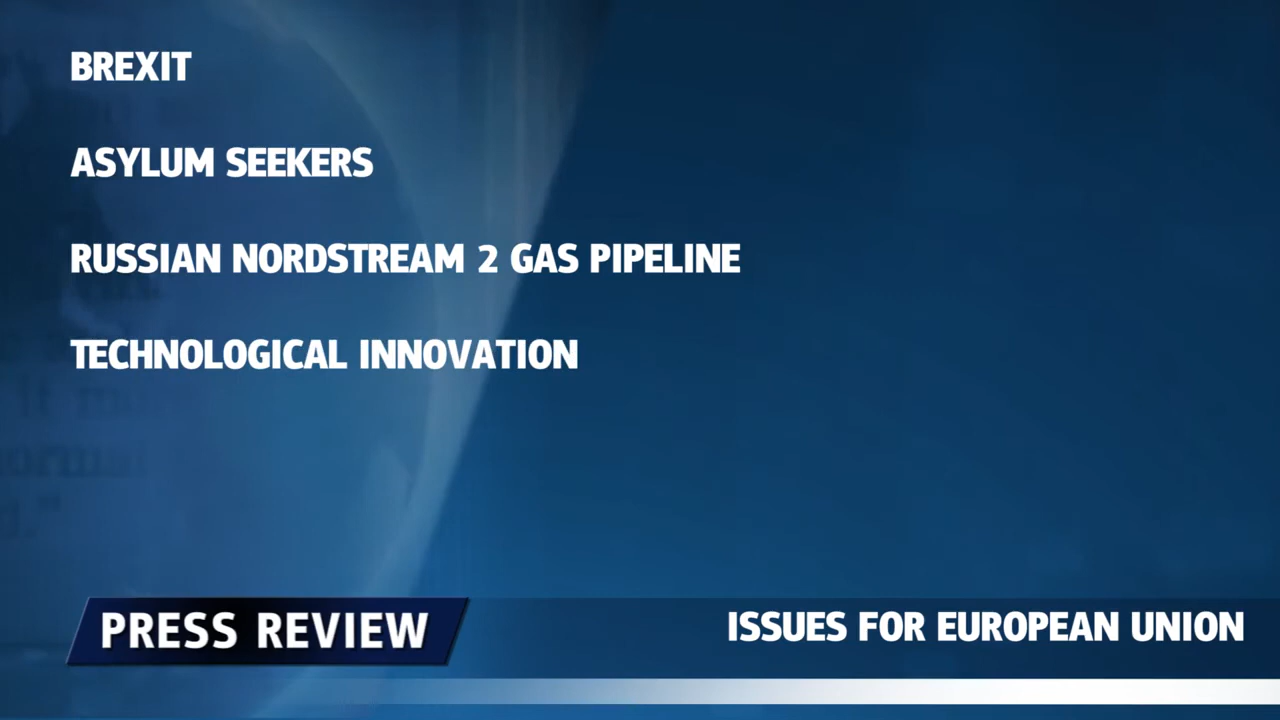 BREXIT
ASYLUM SEEKERS
RUSSIAN NORDSTREAM 2 GAS PIPELINE
TECHNOLOGICAL INNOVATION
PRESS REVIEW
ISSUES FOR EUROPEAN UNION